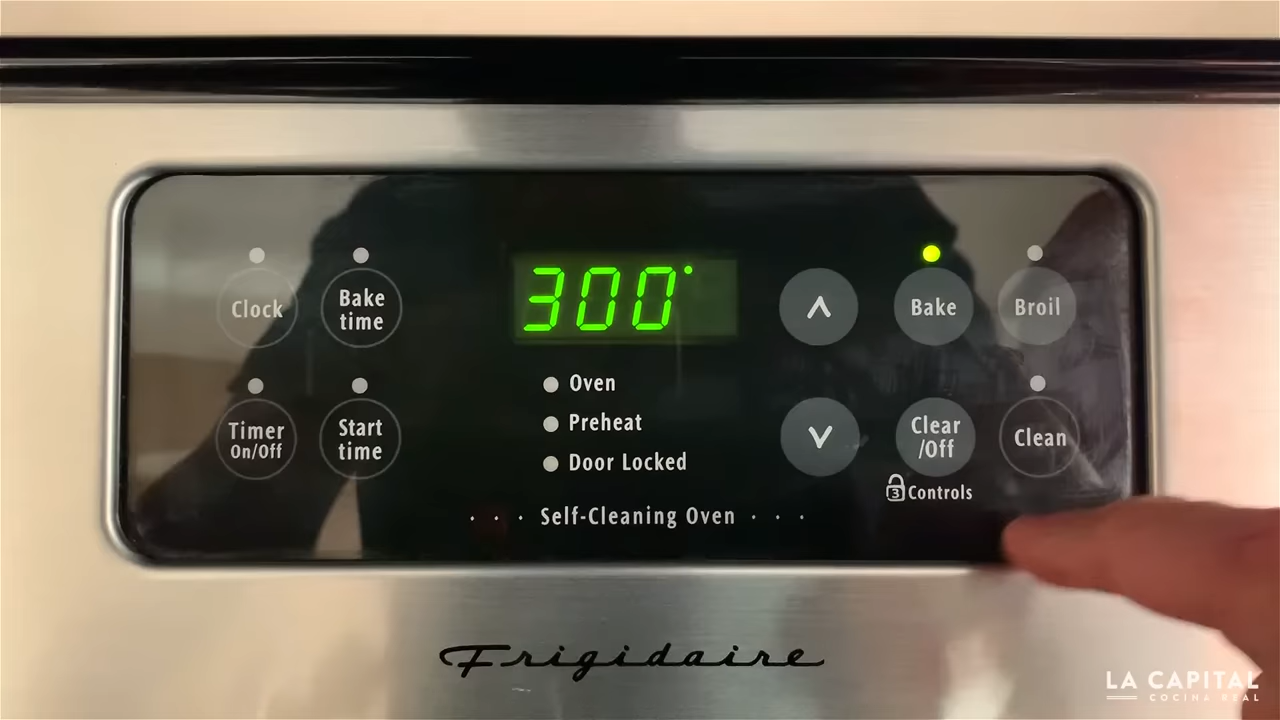 300°
Clock
Bake
time
Bake
Broil
Oven
Preheat
Door Locked
Timer
On/Off
Start
time
Clear
/Off
Clean
3 Controls
Self-Cleaning Oven
Frigidaire
LA CAPITAL
COCINA REAL